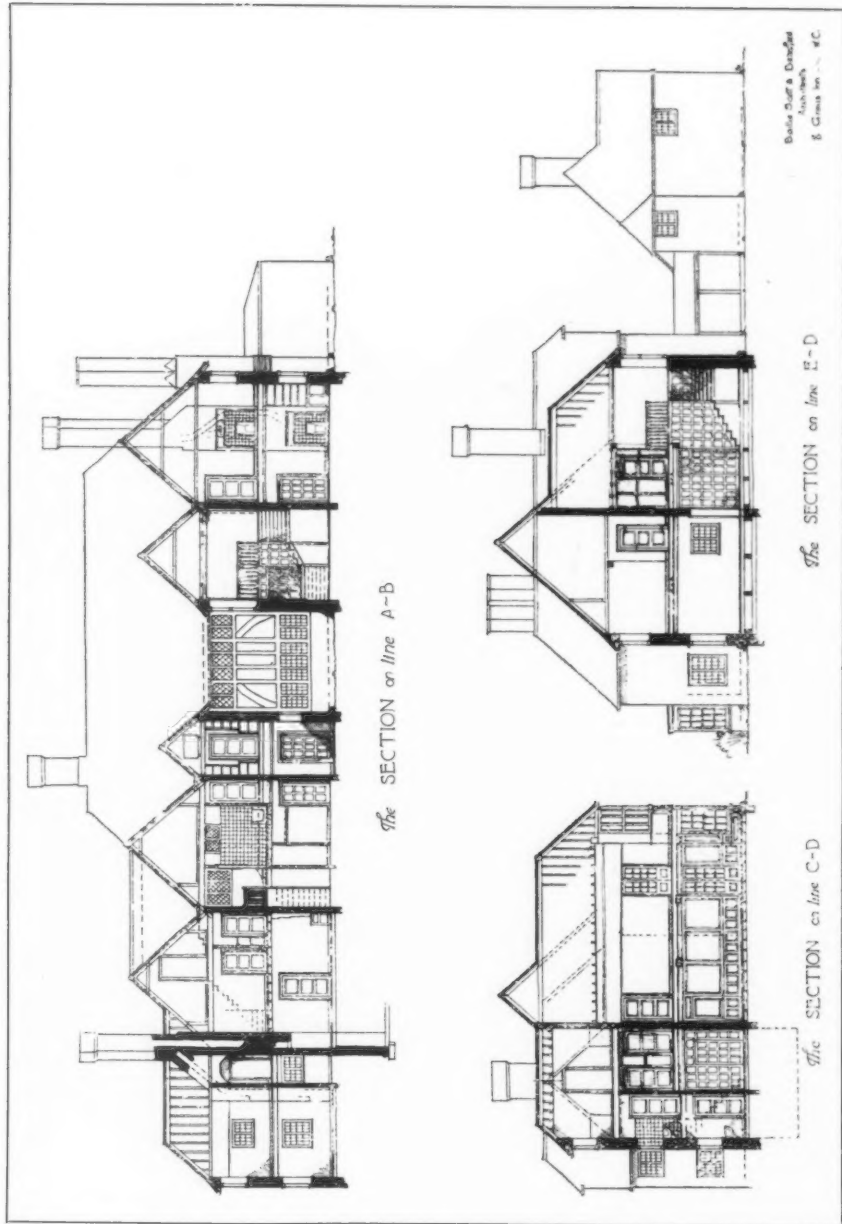 The SECTION on line A-B
The SECTION on line C-D
The SECTION on line E-D
Baillie Scott & Beresford
Architects
8 Grays Inn W.C.